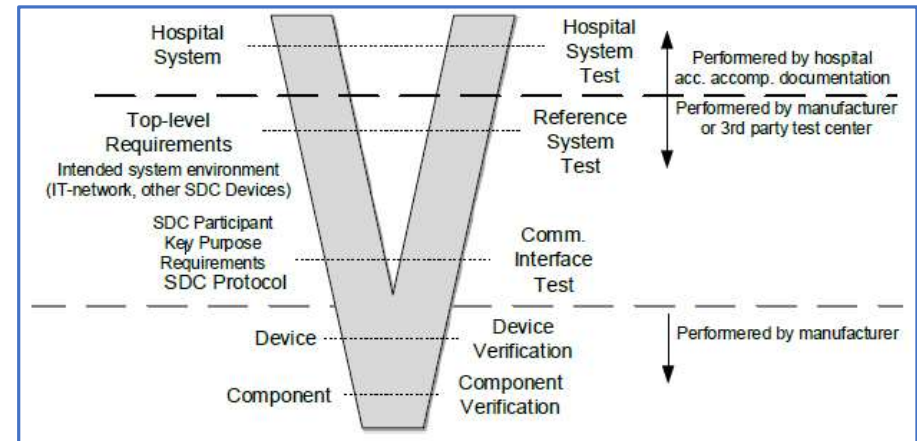 Hospital
System
Hospital
System
Test
Performered by hospital
acc. accomp. documentation
Performered by manufacturer
or 3rd party test center
Top-level
Requirements
Intended system environment
(IT-network, other SDC Devices)
Reference
System
Test
SDC Participant
Key Purpose
Requirements
SDC Protocol
Comm.
Interface
Test
Device
Device
Verification
Performered by manufacturer
Component
Component
Verification